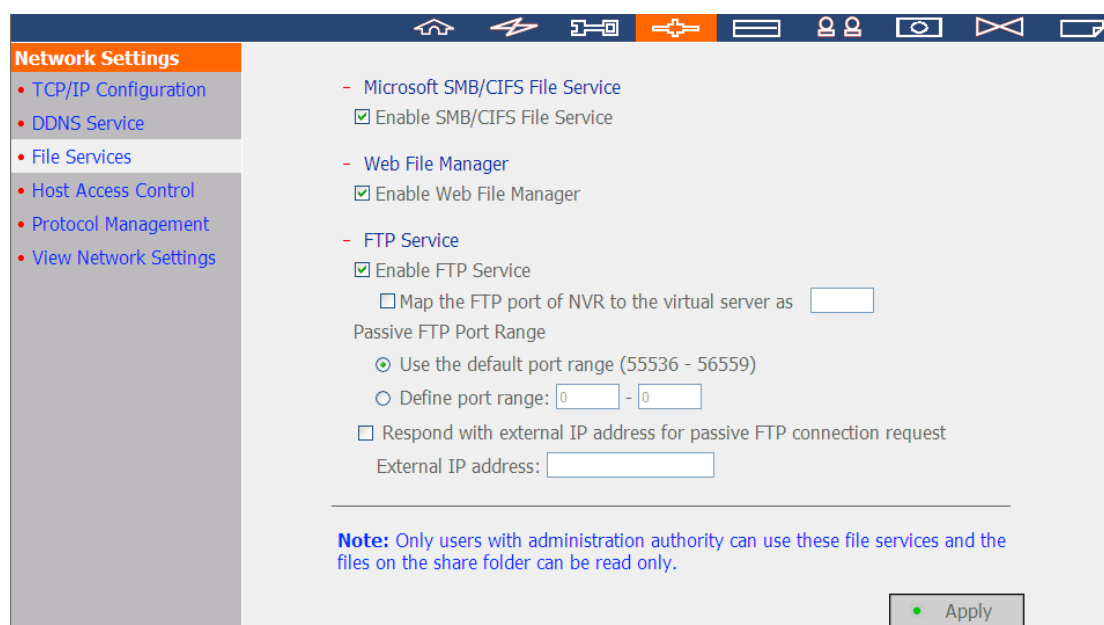 Network Settings
TCP/IP Configuration
DDNS Service
File Services
Host Access Control
Protocol Management
View Network Settings
- Microsoft SMB/CIFS File Service
Enable SMB/CIFS File Service
- Web File Manager
Enable Web File Manager
- FTP Service
Enable FTP Service
Map the FTP port of NVR to the virtual server as
Passive FTP Port Range
Use the default port range (55536 - 56559)
Define port range: 0 - 0
Respond with external IP address for passive FTP connection request
External IP address:
Note: Only users with administration authority can use these file services and the
files on the share folder can be read only.
Apply